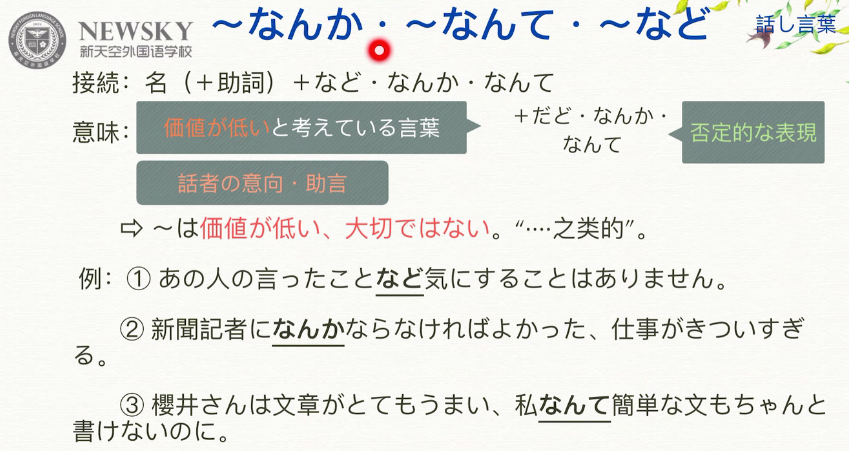 NEWSKY
新天空外国语学校
～なんか・～なんて・～など
話し言葉
接続：名（＋助詞）＋など・なんか・なんて
意味：
価値が低いと考えている言葉
＋だど・なんか・
なんて
否定的な表現
話者の意向・助言
⇨ ～は価値が低い、大切ではない。“····之类的”。
例：① あの人の言ったことなど気にすることはありません。
② 新聞記者になんかならなければよかった、仕事がきついすぎ
る。
③ 櫻井さんは文章がとてもうまい、私なんて簡単な文もちゃんと
書けないのに。